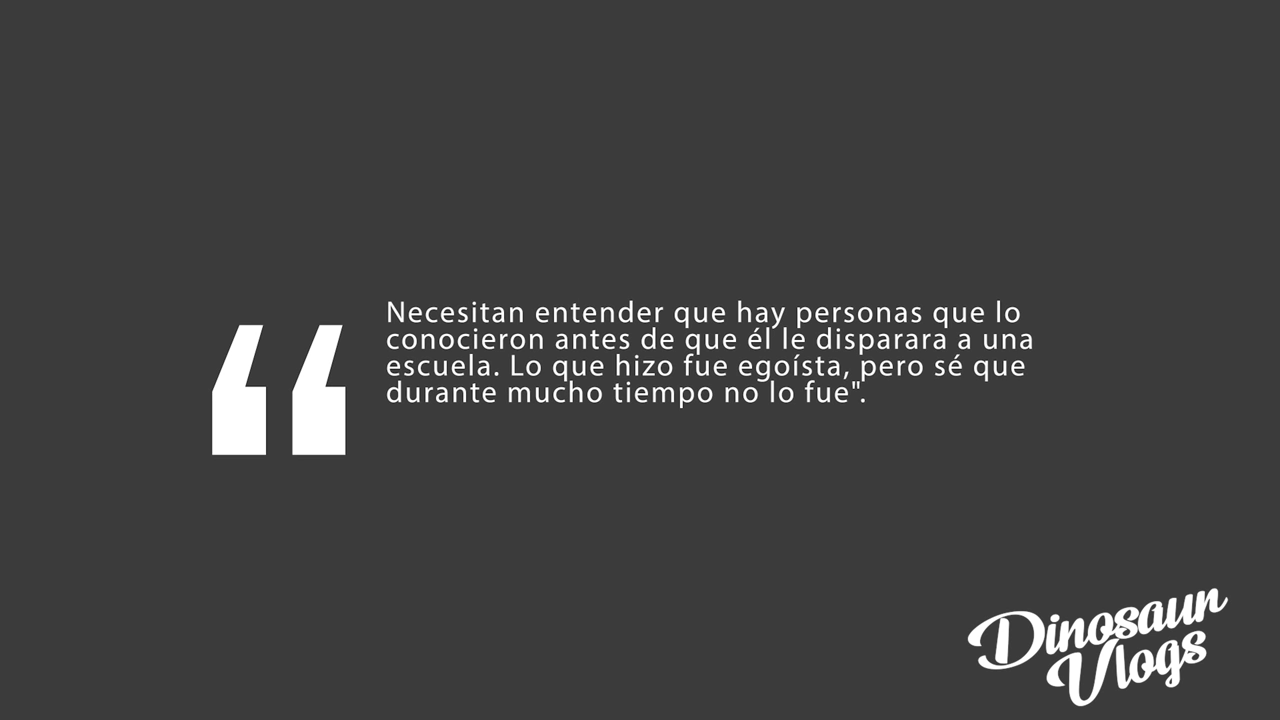 “
Necesitan entender que hay personas que lo
conocieron antes de que él le disparara a una
escuela. Lo que hizo fue egoísta, pero sé que
durante mucho tiempo no lo fue".
Dinosaur
Vlogs